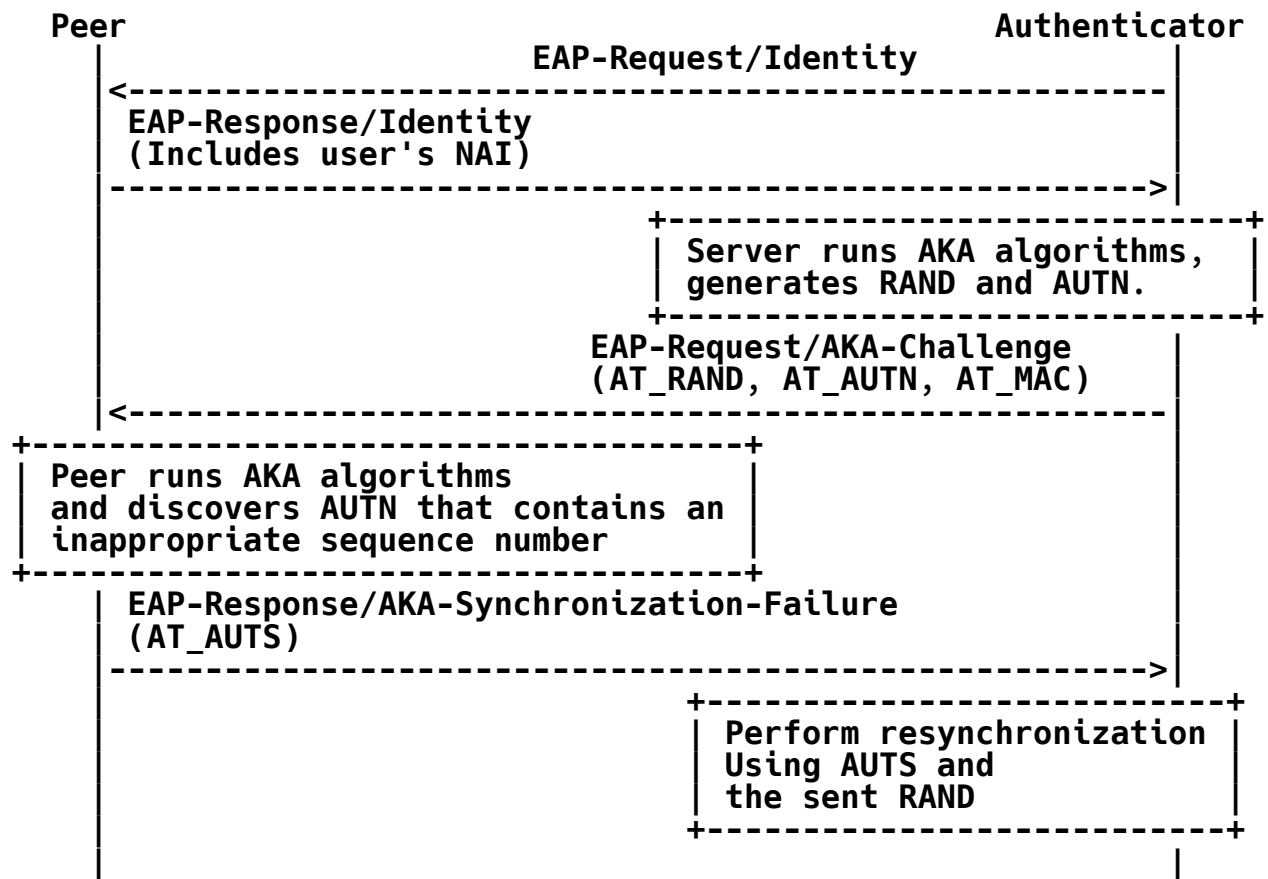 Peer Authenticator
EAP-Request/Identity
EAP-Response/Identity
(Includes user's NAI)
Server runs AKA algorithms,
generates RAND and AUTN.
EAP-Request/AKA-Challenge
(AT_RAND, AT_AUTN, AT_MAC)
Peer runs AKA algorithms
and discovers AUTN that contains an
inappropriate sequence number
EAP-Response/AKA-Synchronization-Failure
(AT_AUTS)
Perform resynchronization
Using AUTS and
the sent RAND